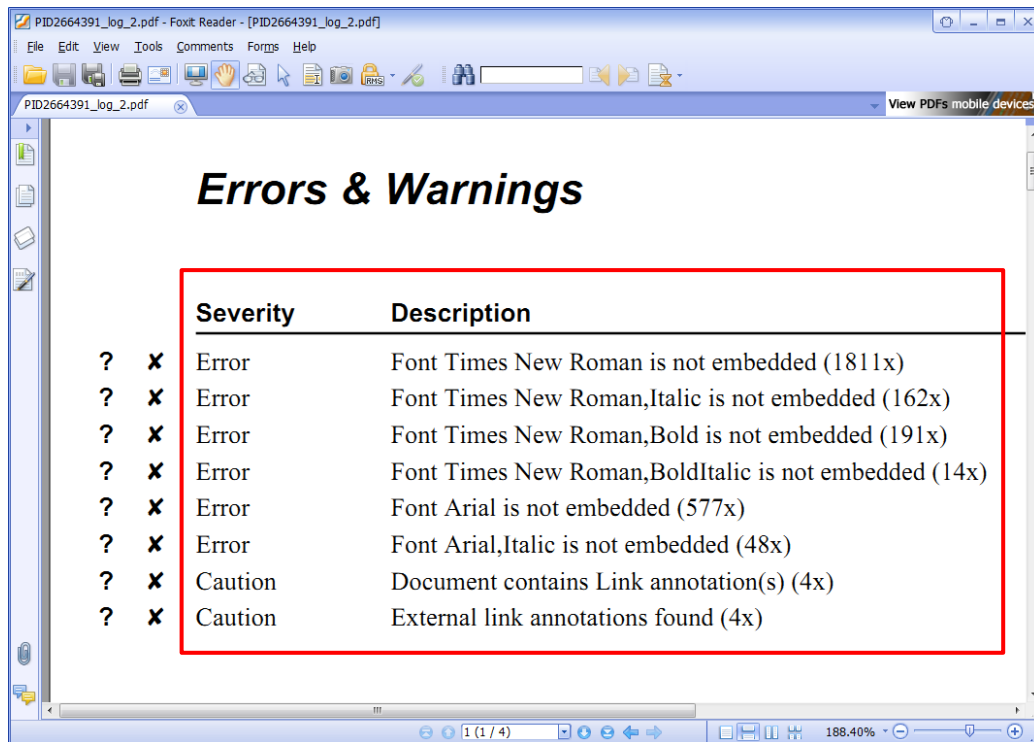 PID2664391_log_2.pdf - Foxit Reader - [PID2664391_log_2.pdf]
File Edit View Tools Comments Forms Help
RMS
PID2664391_log_2.pdf
View PDFs mobile devices
Errors & Warnings
Severity Description
? ✘ Error Font Times New Roman is not embedded (1811x)
? ✘ Error Font Times New Roman,Italic is not embedded (162x)
? ✘ Error Font Times New Roman,Bold is not embedded (191x)
? ✘ Error Font Times New Roman,BoldItalic is not embedded (14x)
? ✘ Error Font Arial is not embedded (577x)
? ✘ Error Font Arial,Italic is not embedded (48x)
? ✘ Caution Document contains Link annotation(s) (4x)
? ✘ Caution External link annotations found (4x)
1 (1 / 4) 188.40%